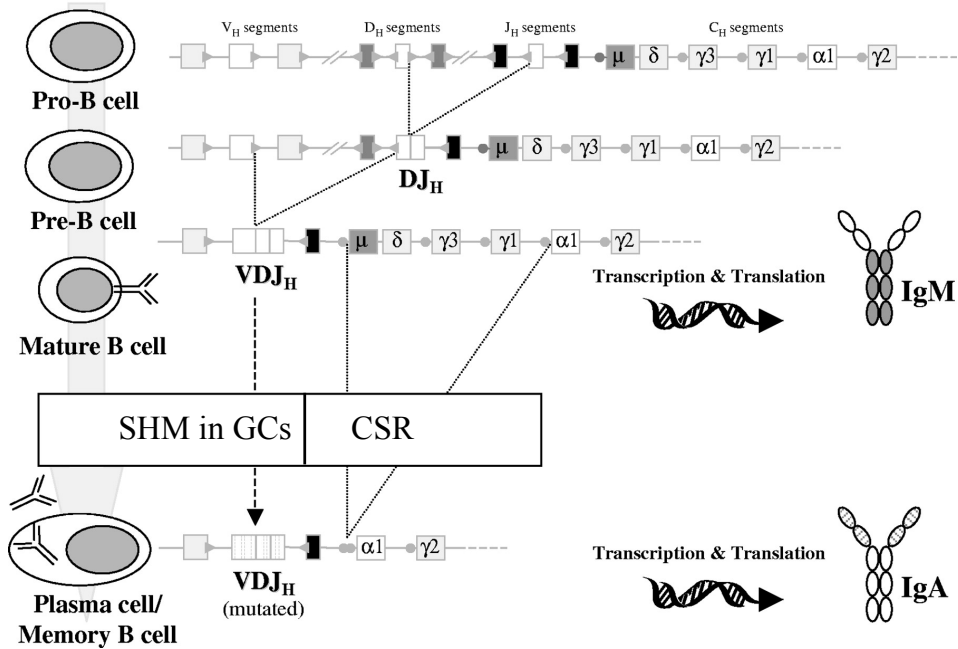 V_H segments D_H segments J_H segments C_H segments
μ δ γ3 γ1 α1 γ2
Pro-B cell
μ δ γ3 γ1 α1 γ2
DJ_H
Pre-B cell
μ δ γ3 γ1 α1 γ2
VDJ_H
Transcription & Translation
IgM
Mature B cell
SHM in GCs CSR
α1 γ2
Transcription & Translation
VDJ_H
(mutated)
IgA
Plasma cell/
Memory B cell